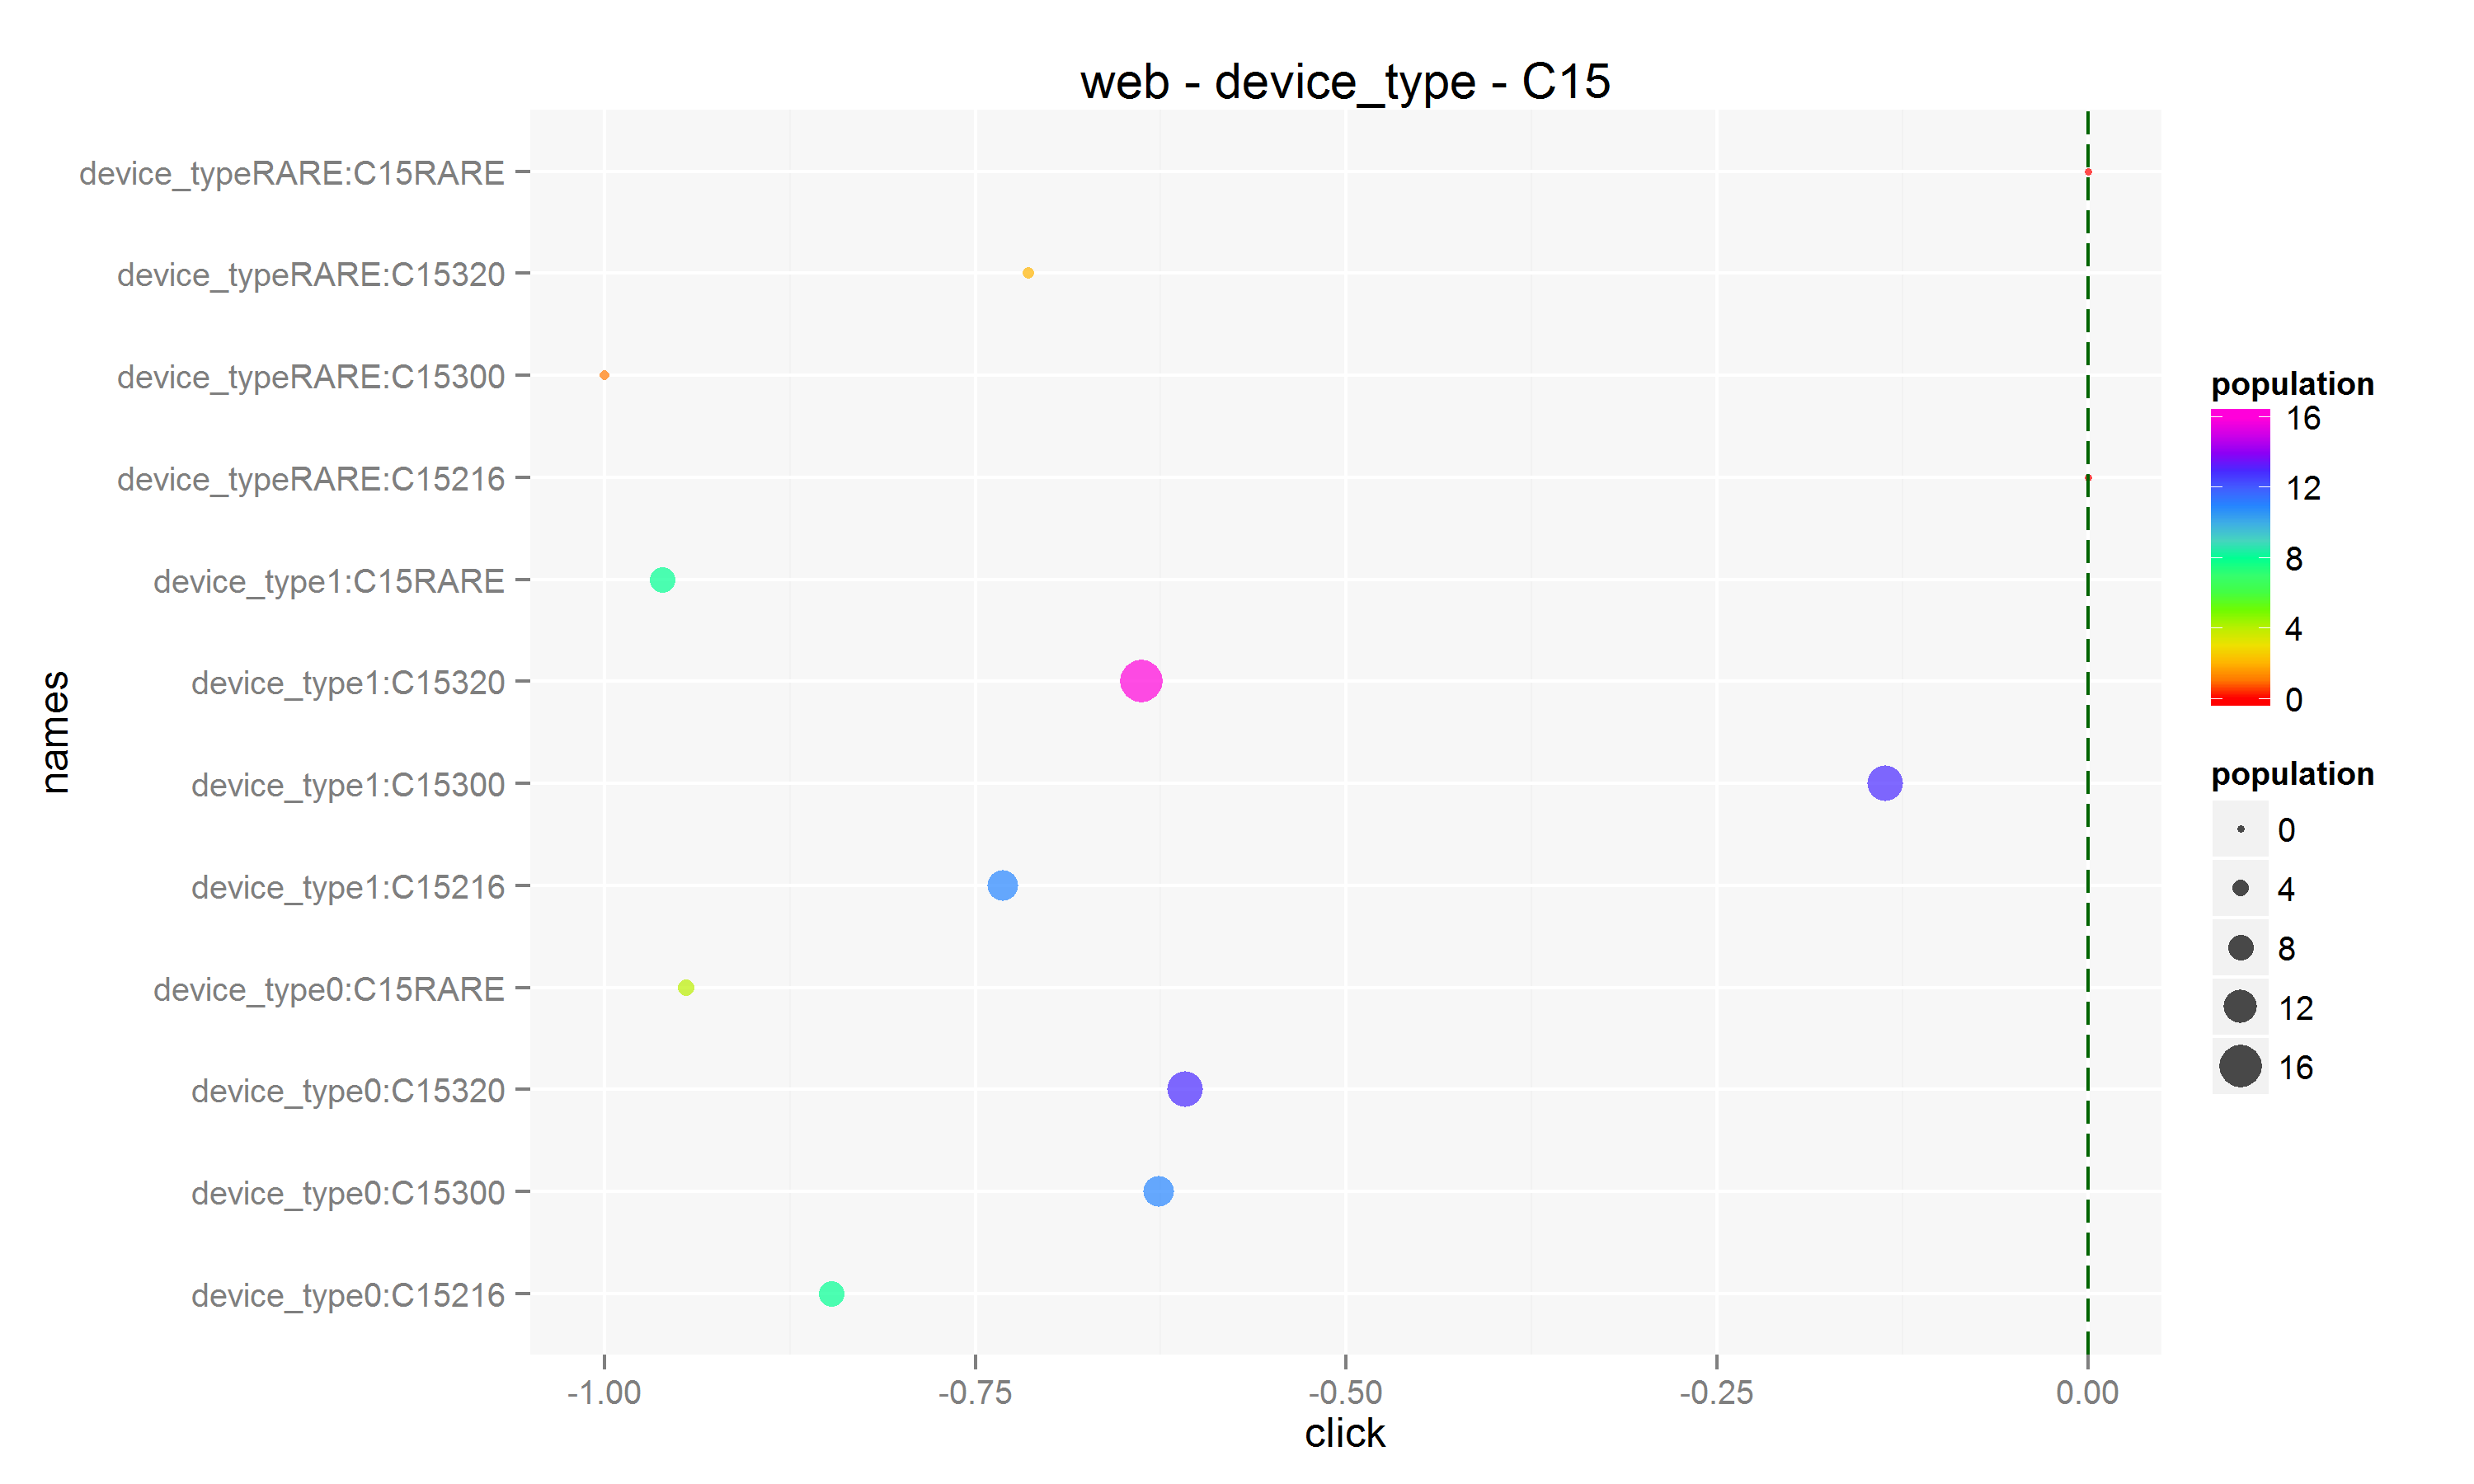 web - device_type - C15
names
device_typeRARE:C15RARE
device_typeRARE:C15320
device_typeRARE:C15300
device_typeRARE:C15216
device_type1:C15RARE
device_type1:C15320
device_type1:C15300
device_type1:C15216
device_type0:C15RARE
device_type0:C15320
device_type0:C15300
device_type0:C15216
-1.00 -0.75 -0.50 -0.25 0.00
click
population
16
12
8
4
0
population
0
4
8
12
16